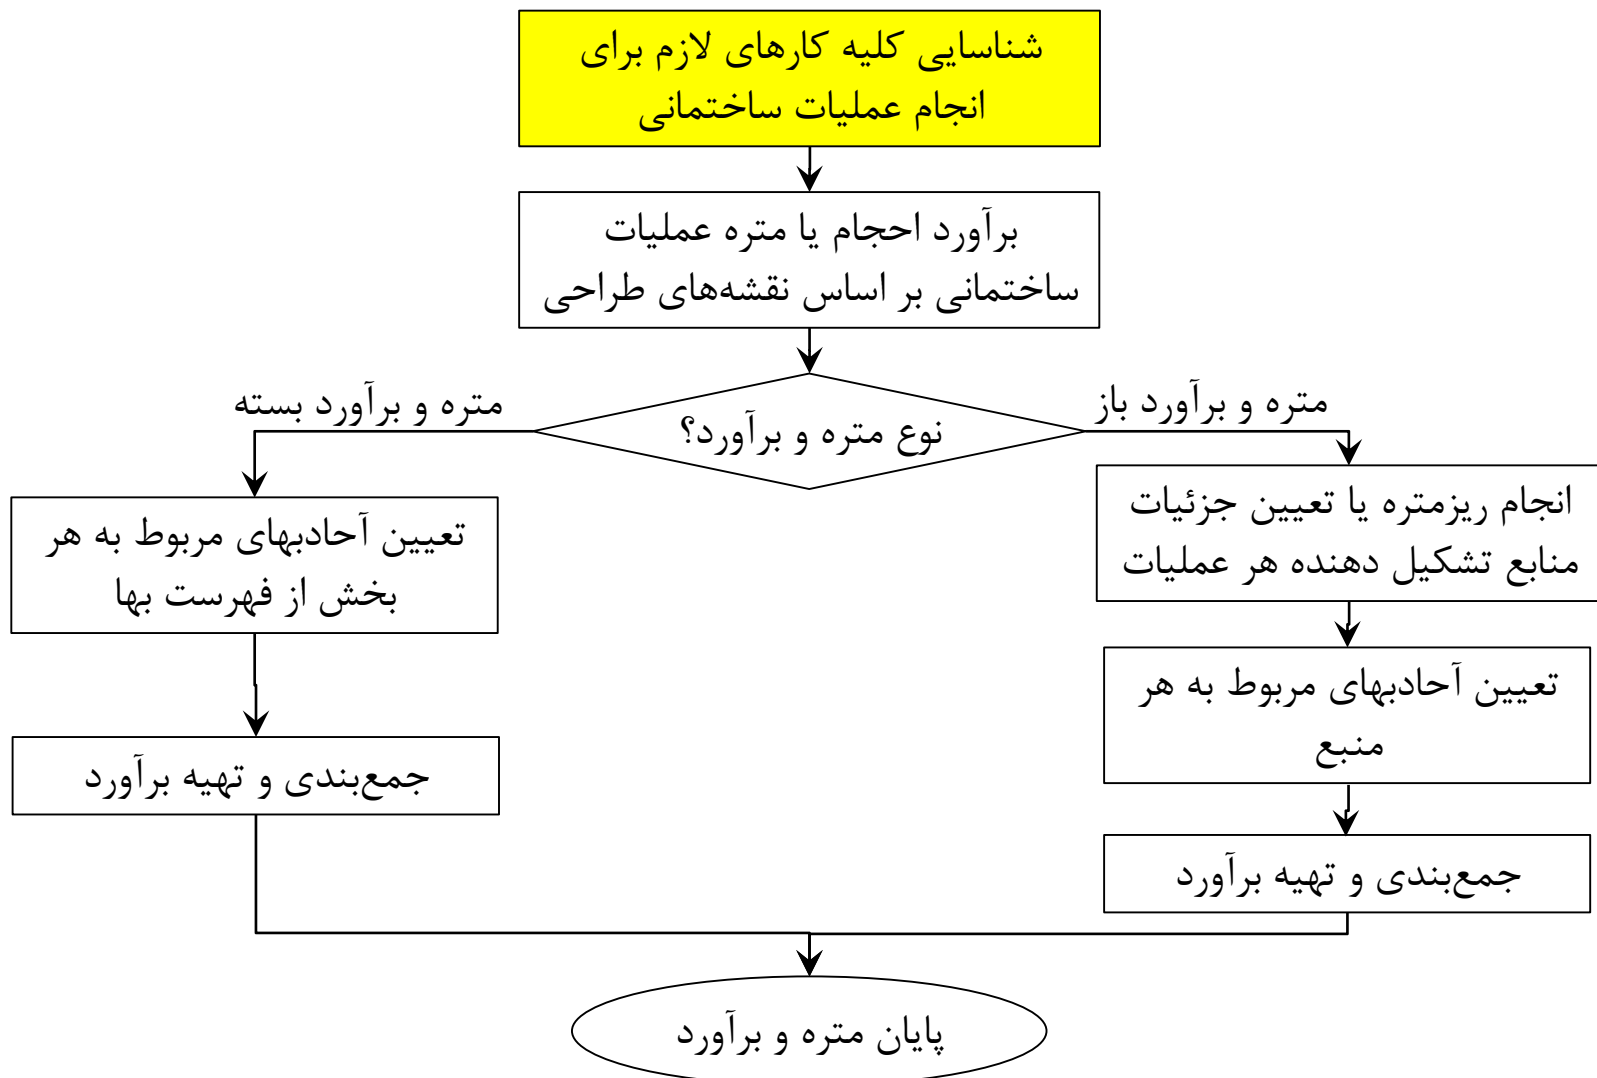 شناسایی کلیه کارهای لازم برای
انجام عملیات ساختمانی
برآورد احجام یا متره عملیات
ساختمانی بر اساس نقشه‌های طراحی
نوع متره و برآورد؟
متره و برآورد باز
متره و برآورد بسته
انجام ریزمتره یا تعیین جزئیات
منابع تشکیل دهنده هر عملیات
تعیین آحادبهای مربوط به هر
منبع
جمع‌بندی و تهیه برآورد
تعیین آحادبهای مربوط به هر
بخش از فهرست بها
جمع‌بندی و تهیه برآورد
پایان متره و برآورد